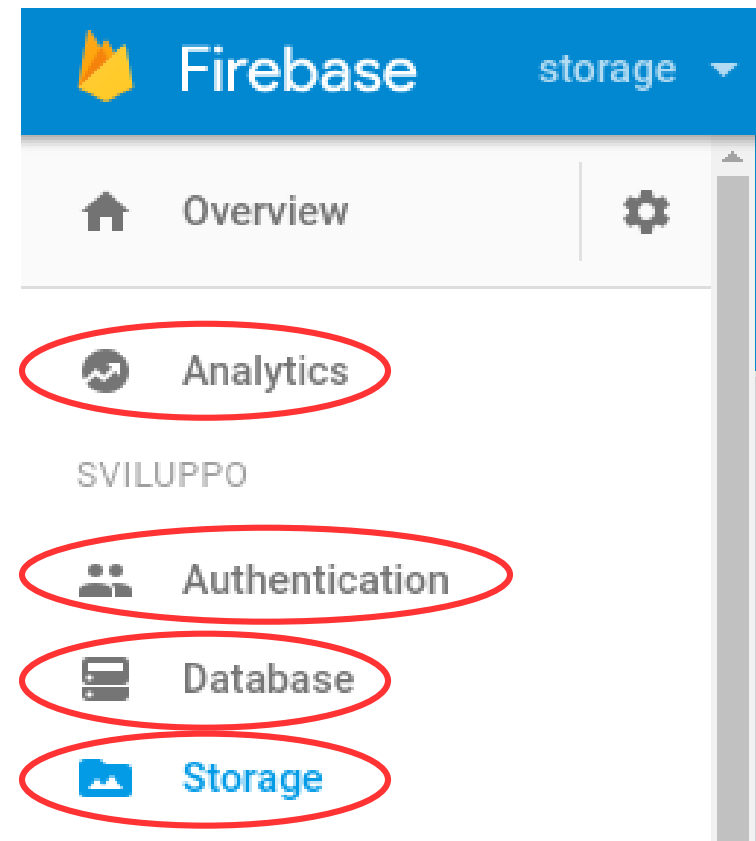 Firebase storage
Overview
Analytics
SVILUPPO
Authentication
Database
Storage